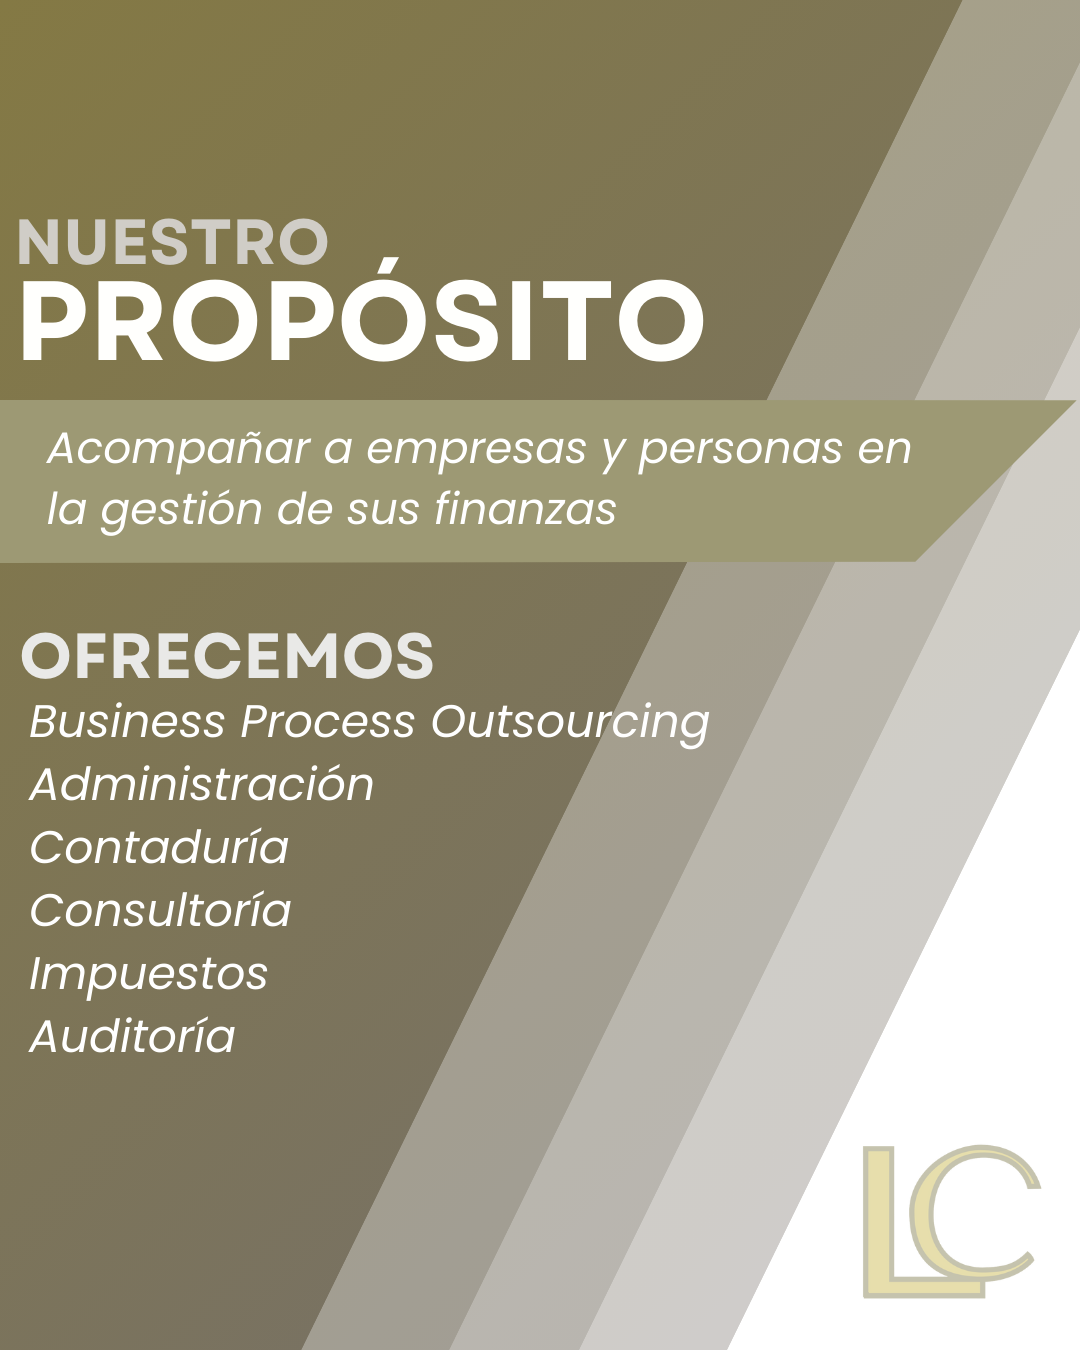 NUESTRO
PROPÓSITO
Acompañar a empresas y personas en
la gestión de sus finanzas
OFRECEMOS
Business Process Outsourcing
Administración
Contaduría
Consultoría
Impuestos
Auditoría
LC